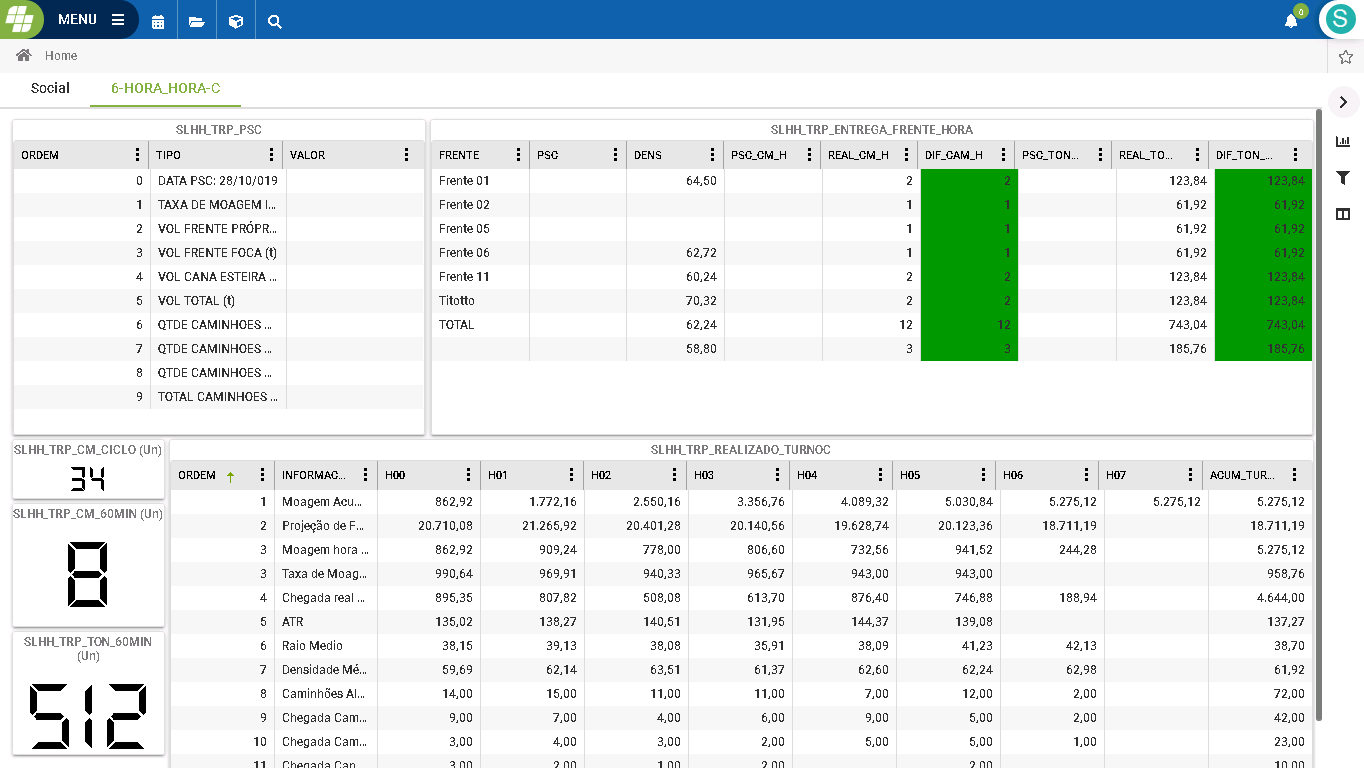 MENU
0
S
Home
Social 6-HORA_HORA-C
SLHH_TRP_PSC
ORDEM TIPO VALOR
0 DATA PSC: 28/10/019
1 TAXA DE MOAGEM I...
2 VOL FRENTE PRÓPR...
3 VOL FRENTE FOCA (t)
4 VOL CANA ESTEIRA ...
5 VOL TOTAL (t)
6 QTDE CAMINHOES ...
7 QTDE CAMINHOES ...
8 QTDE CAMINHOES ...
9 TOTAL CAMINHOES ...
SLHH_TRP_ENTREGA_FRENTE_HORA
FRENTE PSC DENS PSC_CM_H REAL_CM_H DIF_CAM_H PSC_TON... REAL_TO... DIF_TON_...
Frente 01 64,50 2 2 123,84 123,84
Frente 02 1 1 61,92 61,92
Frente 05 1 1 61,92 61,92
Frente 06 62,72 1 1 61,92 61,92
Frente 11 60,24 2 2 123,84 123,84
Titotto 70,32 2 2 123,84 123,84
TOTAL 62,24 12 12 743,04 743,04
58,80 3 3 185,76 185,76
SLHH_TRP_CM_CICLO (Un)
34
SLHH_TRP_CM_60MIN (Un)
8
SLHH_TRP_TON_60MIN
(Un)
512
SLHH_TRP_REALIZADO_TURNOC
ORDEM INFORMAC... H00 H01 H02 H03 H04 H05 H06 H07 ACUM_TUR...
1 Moagem Acu... 862,92 1.772,16 2.550,16 3.356,76 4.089,32 5.030,84 5.275,12 5.275,12 5.275,12
2 Projeção de F... 20.710,08 21.265,92 20.401,28 20.140,56 19.628,74 20.123,36 18.711,19 18.711,19
3 Moagem hora ... 862,92 909,24 778,00 806,60 732,56 941,52 244,28 5.275,12
3 Taxa de Moag... 990,64 969,91 940,33 965,67 943,00 943,00 958,76
4 Chegada real ... 895,35 807,82 508,08 613,70 876,40 746,88 188,94 4.644,00
5 ATR 135,02 138,27 140,51 131,95 144,37 139,08 137,27
6 Raio Medio 38,15 39,13 38,08 35,91 38,09 41,23 42,13 38,70
7 Densidade Mé... 59,69 62,14 63,51 61,37 62,60 62,24 62,98 61,92
8 Caminhões Al... 14,00 15,00 11,00 11,00 7,00 12,00 2,00 72,00
9 Chegada Cam... 9,00 7,00 4,00 6,00 9,00 5,00 2,00 42,00
10 Chegada Cam... 3,00 4,00 3,00 2,00 5,00 5,00 1,00 23,00
11 Chegada Can... 3,00 2,00 1,00 2,00 2,00 10,00